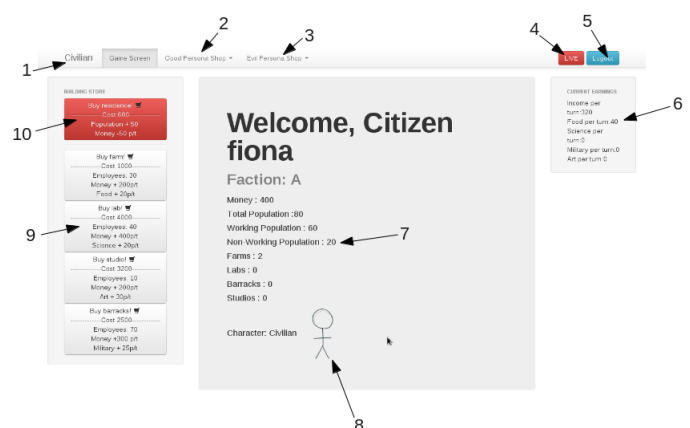 2
3
4
5
1
Civilian Game Screen Good Persona Shop Evil Persona Shop LIVE Logout
BUILDING STORE
Buy residence!
Cost 600
Population + 50
Money -50 p/t
10
Buy farm!
Cost 1000
Employees: 30
Money + 200p/t
Food + 20p/t
Buy lab!
Cost 4000
Employees: 40
Money + 400p/t
Science + 20p/t
9
Buy studio!
Cost 3200
Employees: 10
Money + 200p/t
Art + 30p/t
Buy barracks!
Cost 2500
Employees: 70
Money +300 p/t
Military + 25p/t
Welcome, Citizen
fiona
Faction: A
Money : 400
Total Population :80
Working Population : 60
Non-Working Population : 20
7
Farms : 2
Labs : 0
Barracks : 0
Studios : 0
Character: Civilian
8
CURRENT EARNINGS
Income per
turn:320
Food per turn:40
Science per
turn:0
Military per turn:0
Art per turn:0
6